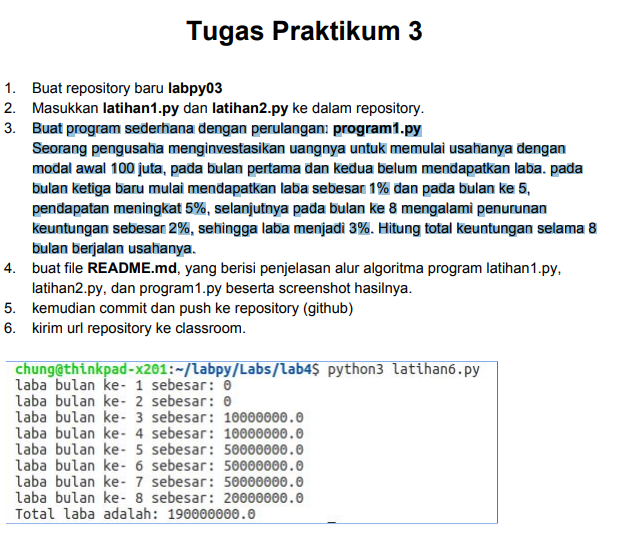 Tugas Praktikum 3
1. Buat repository baru labpy03
2. Masukkan latihan1.py dan latihan2.py ke dalam repository.
3. Buat program sederhana dengan perulangan: program1.py
Seorang pengusaha menginvestasikan uangnya untuk memulai usahanya dengan
modal awal 100 juta, pada bulan pertama dan kedua belum mendapatkan laba. pada
bulan ketiga baru mulai mendapatkan laba sebesar 1% dan pada bulan ke 5,
pendapatan meningkat 5%, selanjutnya pada bulan ke 8 mengalami penurunan
keuntungan sebesar 2%, sehingga laba menjadi 3%. Hitung total keuntungan selama 8
bulan berjalan usahanya.
4. buat file README.md, yang berisi penjelasan alur algoritma program latihan1.py,
latihan2.py, dan program1.py beserta screenshot hasilnya.
5. kemudian commit dan push ke repository (github)
6. kirim url repository ke classroom.
chung@thinkpad-x201:~/labpy/Labs/lab4$ python3 latihan6.py
laba bulan ke- 1 sebesar: 0
laba bulan ke- 2 sebesar: 0
laba bulan ke- 3 sebesar: 10000000.0
laba bulan ke- 4 sebesar: 10000000.0
laba bulan ke- 5 sebesar: 50000000.0
laba bulan ke- 6 sebesar: 50000000.0
laba bulan ke- 7 sebesar: 50000000.0
laba bulan ke- 8 sebesar: 20000000.0
Total laba adalah: 190000000.0